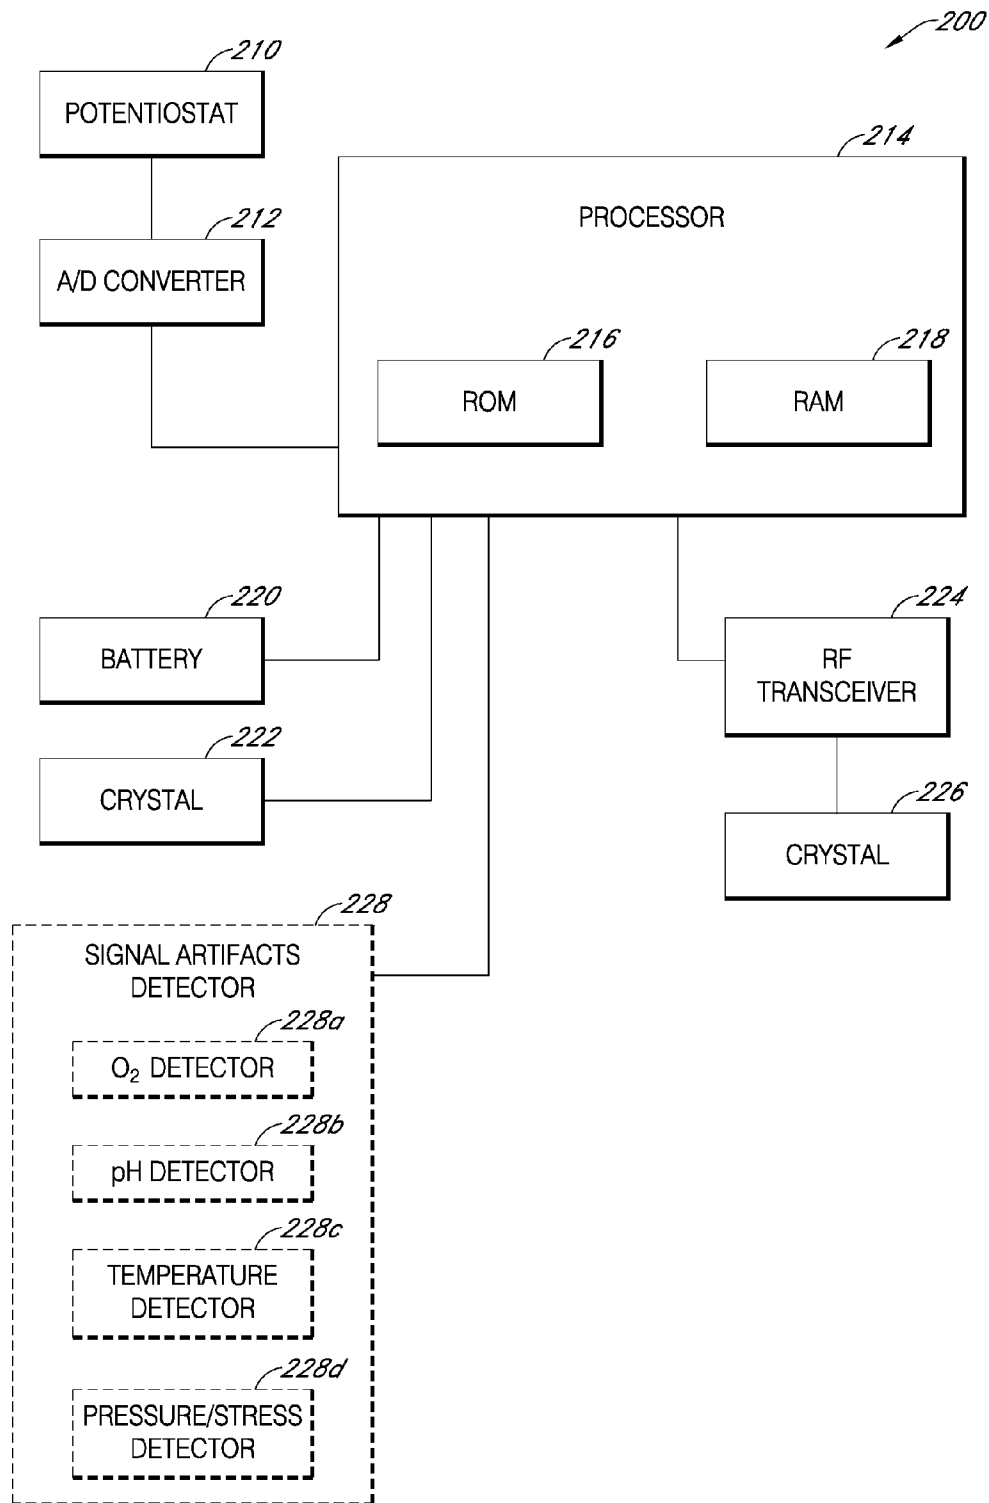 200
210
POTENTIOSTAT
214
PROCESSOR
212
A/D CONVERTER
216
ROM
218
RAM
220
BATTERY
224
RF
TRANSCEIVER
222
CRYSTAL
226
CRYSTAL
228
SIGNAL ARTIFACTS
DETECTOR
228a
O₂ DETECTOR
228b
pH DETECTOR
228c
TEMPERATURE
DETECTOR
228d
PRESSURE/STRESS
DETECTOR